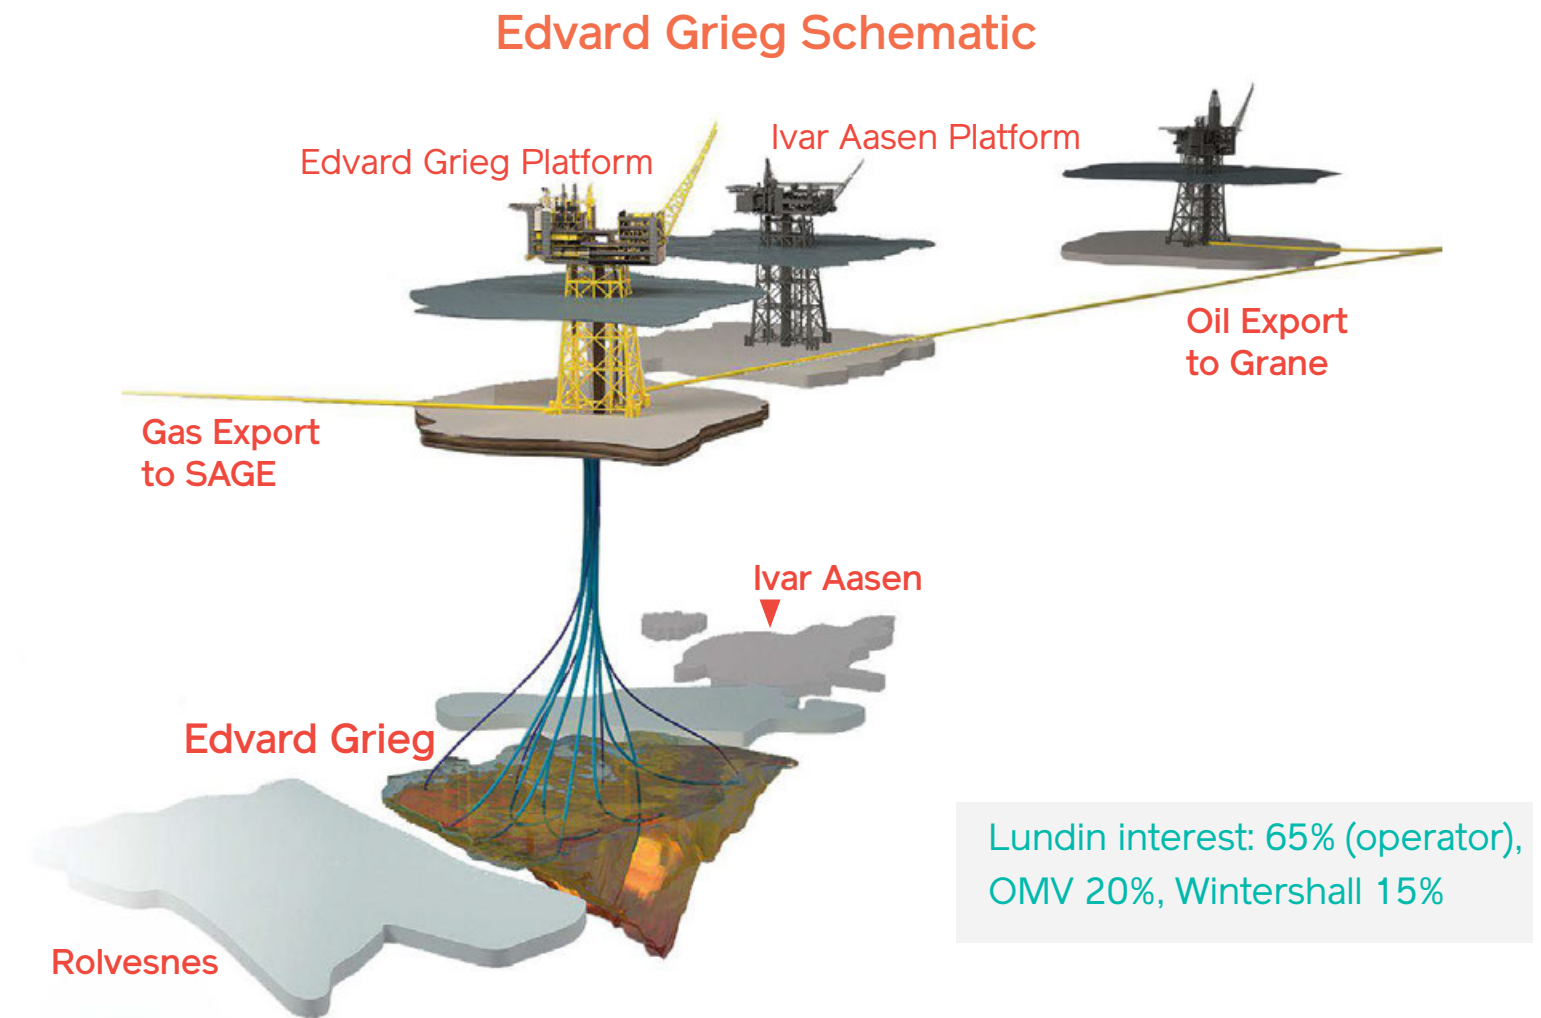 Edvard Grieg Schematic
Edvard Grieg Platform
Ivar Aasen Platform
Oil Export
to Grane
Gas Export
to SAGE
Ivar Aasen
Edvard Grieg
Rolvesnes
Lundin interest: 65% (operator),
OMV 20%, Wintershall 15%